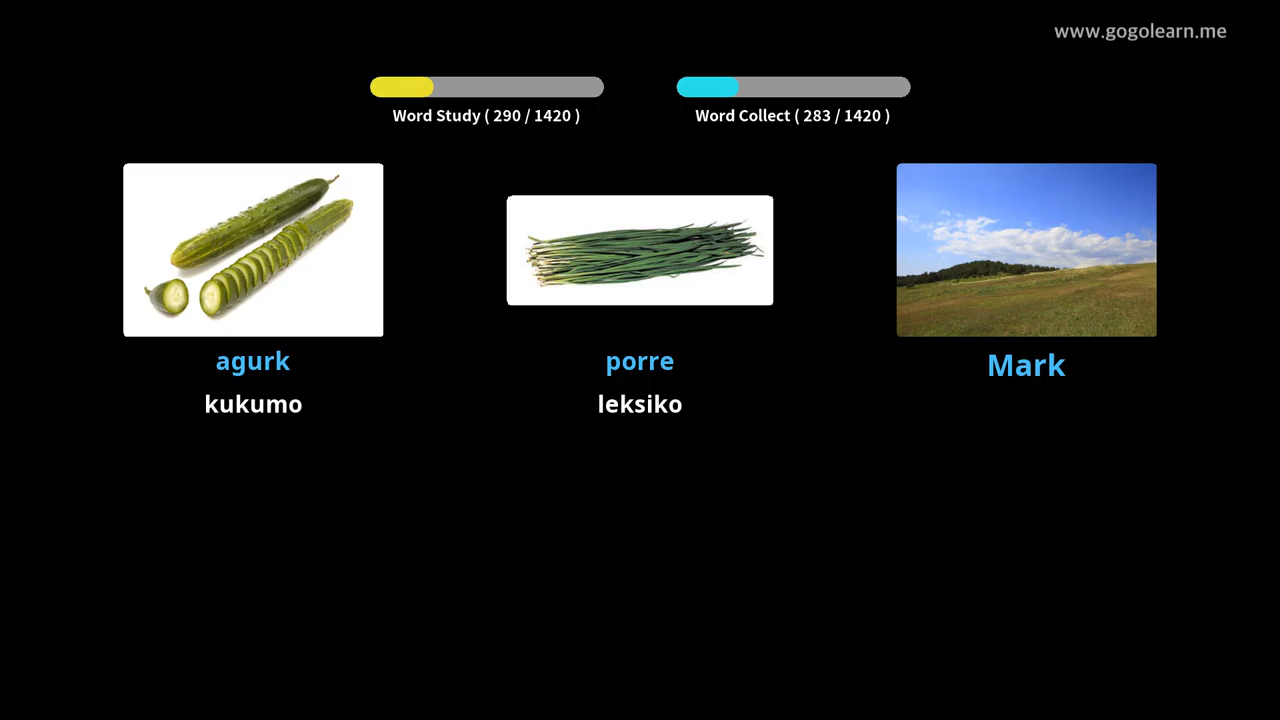 www.gogolearn.me
Word Study ( 290 / 1420 )
Word Collect ( 283 / 1420 )
agurk
porre
Mark
kukumo
leksiko